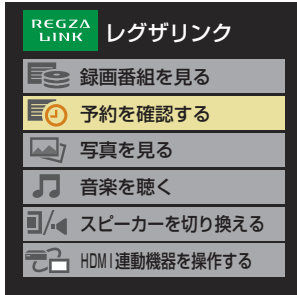 REGZA
LINK
レグザリンク
録画番組を見る
予約を確認する
写真を見る
音楽を聴く
スピーカーを切り換える
HDMI連動機器を操作する